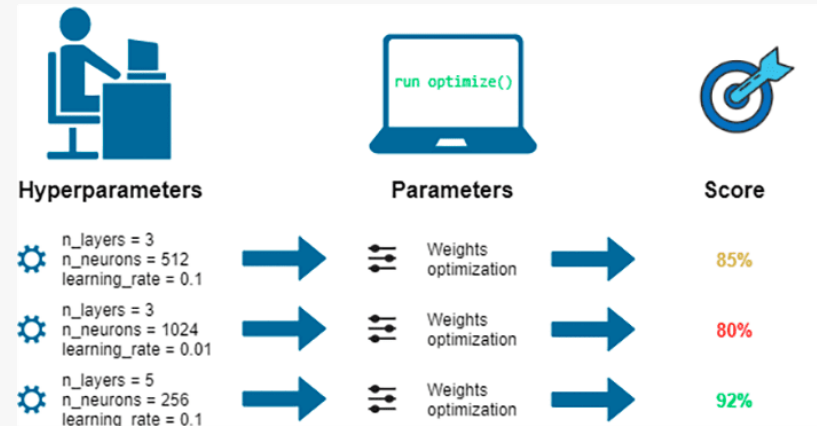 run optimize()
Hyperparameters
Parameters
Score
n_layers = 3
n_neurons = 512
learning_rate = 0.1
Weights
optimization
85%
n_layers = 3
n_neurons = 1024
learning_rate = 0.01
Weights
optimization
80%
n_layers = 5
n_neurons = 256
learning_rate = 0.1
Weights
optimization
92%